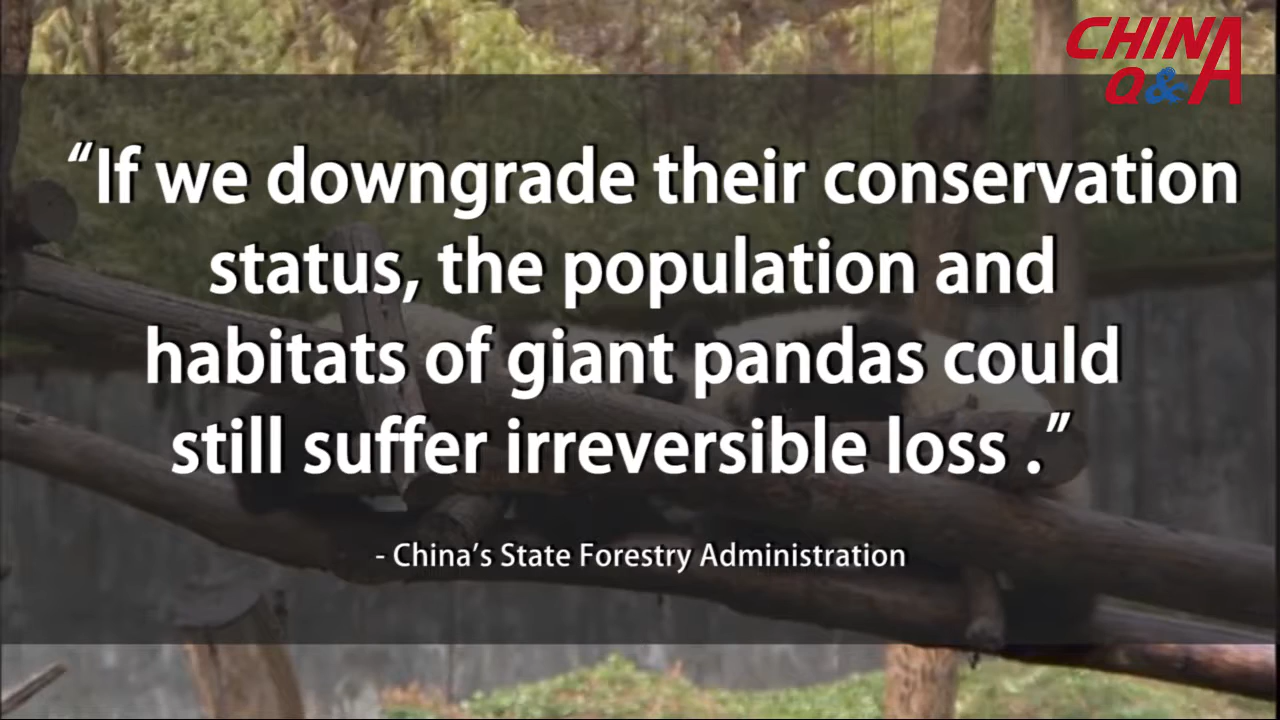 CHINA
Q&A
“If we downgrade their conservation
status, the population and
habitats of giant pandas could
still suffer irreversible loss .”
- China’s State Forestry Administration